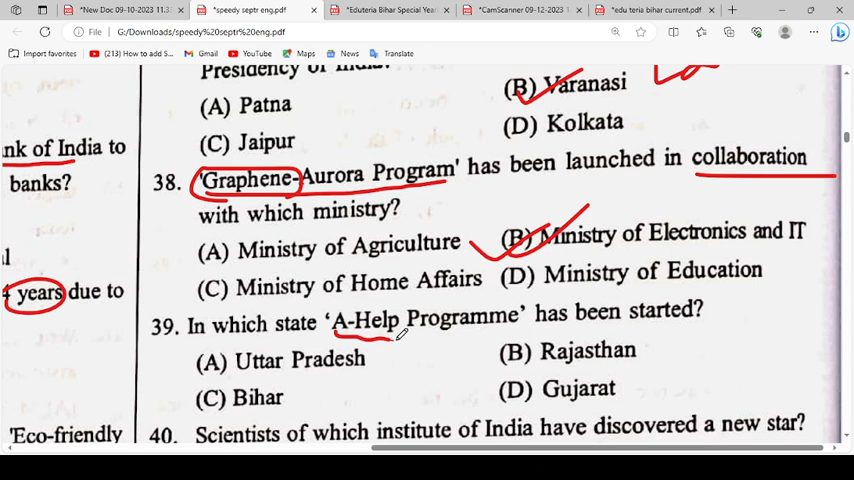 *New Doc 09-10-2023 11.3
*speedy septr eng.pdf
*Eduteria Bihar Special Year
*CamScanner 09-12-2023 1
*edu teria bihar current.pdf
File G:/Downloads/speedy%20septr%20eng.pdf
Import favorites
(213) How to add S...
Gmail
YouTube
Maps
News
Translate
Presidency of India?
(A) Patna
(B) Varanasi
(C) Jaipur
(D) Kolkata
nk of India to
banks?
38. 'Graphene-Aurora Program' has been launched in collaboration
with which ministry?
(A) Ministry of Agriculture (B) Ministry of Electronics and IT
al
(C) Ministry of Home Affairs (D) Ministry of Education
4 years due to
39. In which state ‘A-Help Programme’ has been started?
(A) Uttar Pradesh
(B) Rajasthan
(C) Bihar
(D) Gujarat
'Eco-friendly
40. Scientists of which institute of India have discovered a new star?